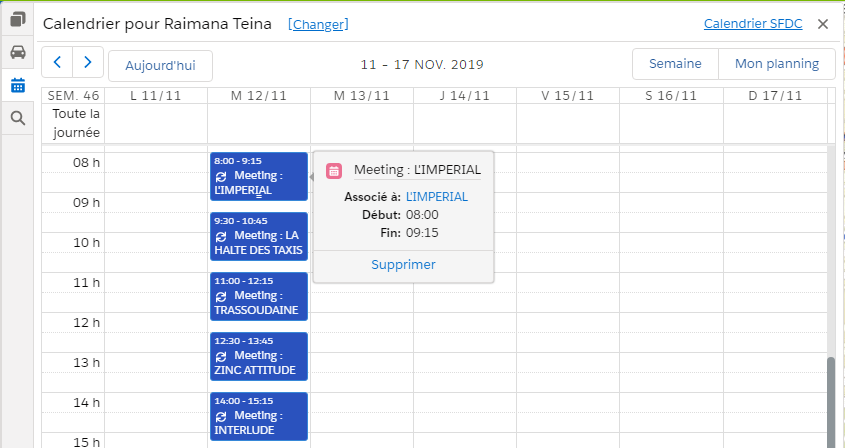 Calendrier pour Raimana Teina [Changer] Calendrier SFDC
Aujourd'hui 11 – 17 NOV. 2019 Semaine Mon planning
SEM. 46 L 11/11 M 12/11 M 13/11 J 14/11 V 15/11 S 16/11 D 17/11
Toute la
journée
08 h
09 h
10 h
11 h
12 h
13 h
14 h
15 h
8:00 - 9:15
Meeting :
L'IMPERIAL
9:30 - 10:45
Meeting : LA
HALTE DES TAXIS
11:00 - 12:15
Meeting :
TRASSOUDAINE
12:30 - 13:45
Meeting :
ZINC ATTITUDE
14:00 - 15:15
Meeting :
INTERLUDE
Meeting : L'IMPERIAL
Associé à: L'IMPERIAL
Début: 08:00
Fin: 09:15
Supprimer